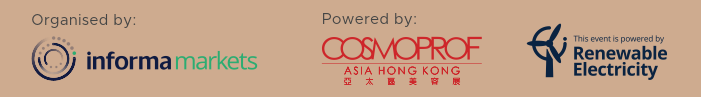 Organised by:
informa markets
Powered by:
COSMOPROF
ASIA HONG KONG
亞太區美容展
This event is powered by
Renewable
Electricity